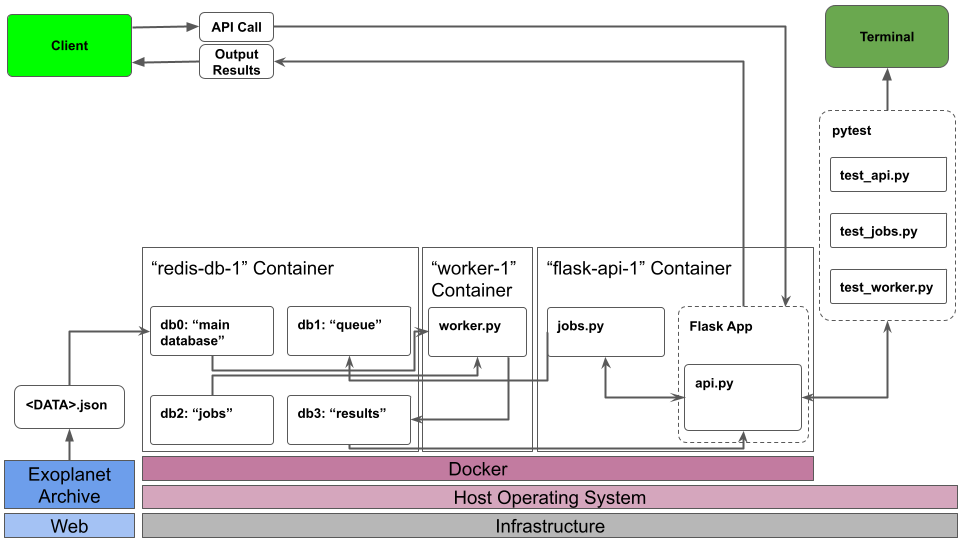 Client
API Call
Output
Results
Terminal
pytest
test_api.py
test_jobs.py
test_worker.py
“redis-db-1” Container
“worker-1”
Container
“flask-api-1” Container
db0: “main
database”
db1: “queue”
worker.py
jobs.py
Flask App
api.py
<DATA>.json
db2: “jobs”
db3: “results”
Exoplanet
Archive
Web
Docker
Host Operating System
Infrastructure